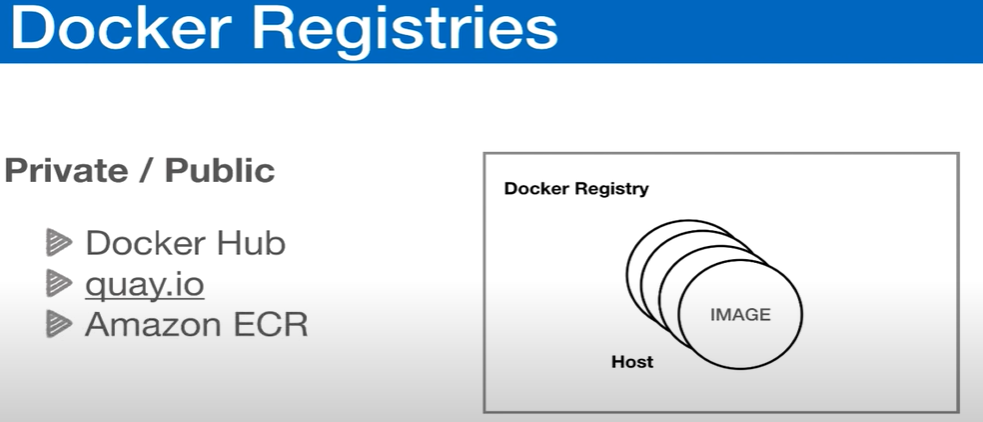 Docker Registries
Private / Public
Docker Hub
quay.io
Amazon ECR
Docker Registry
IMAGE
Host